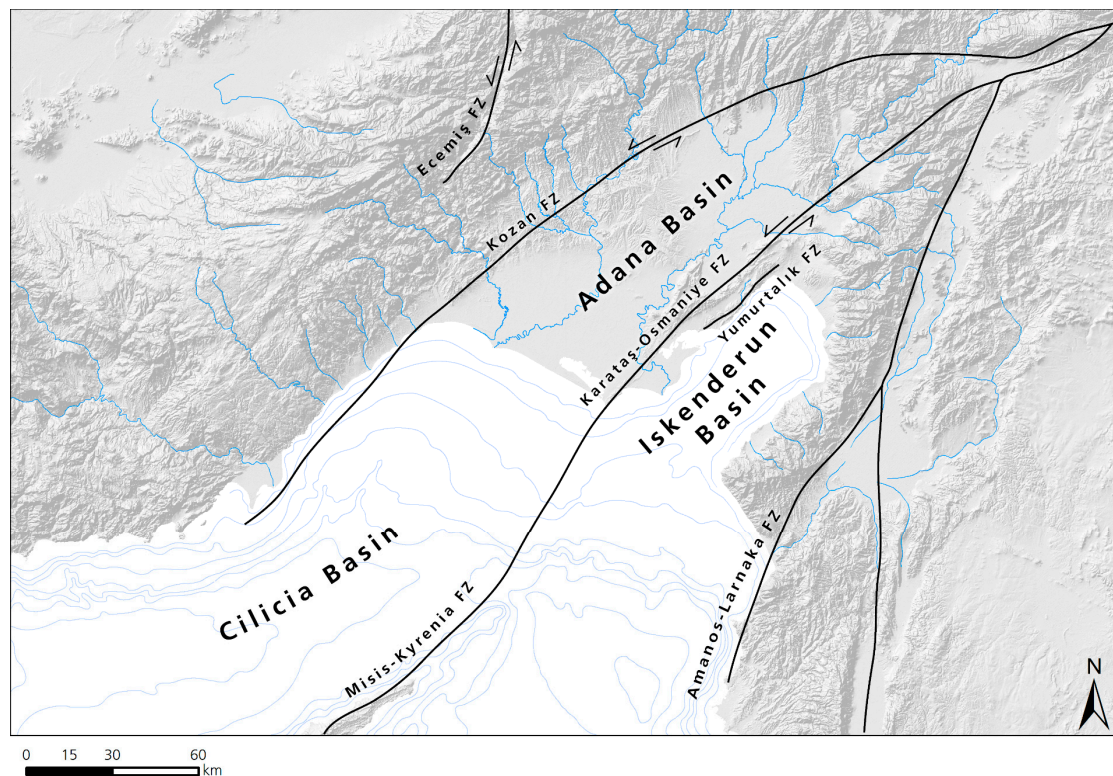 Ecemiş FZ
Kozan FZ
Adana Basin
Karataş-Osmaniye FZ
Yumurtalık FZ
Iskenderun
Basin
Cilicia Basin
Misis-Kyrenia FZ
Amanos-Larnaka FZ
N
0 15 30 60
km